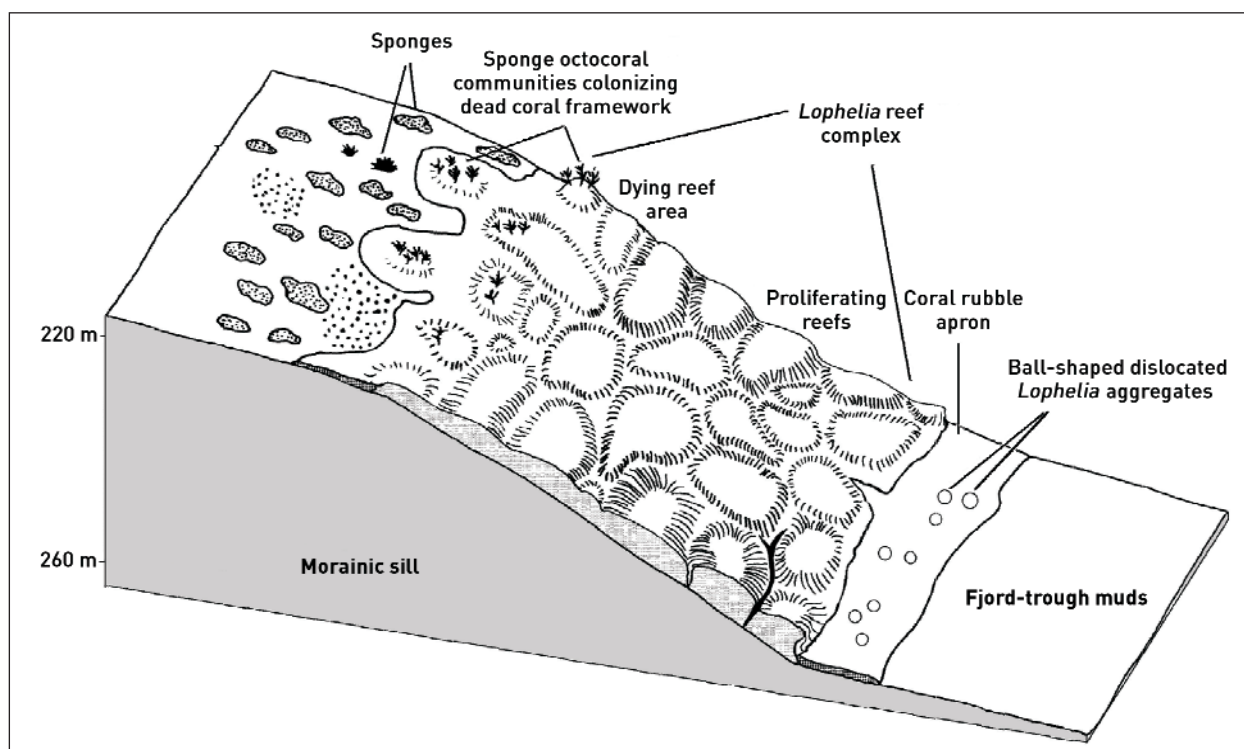 Sponges
Sponge octocoral
communities colonizing
dead coral framework
Lophelia reef
complex
Dying reef
area
Proliferating
reefs
Coral rubble
apron
Ball-shaped dislocated
Lophelia aggregates
220 m
260 m
Morainic sill
Fjord-trough muds